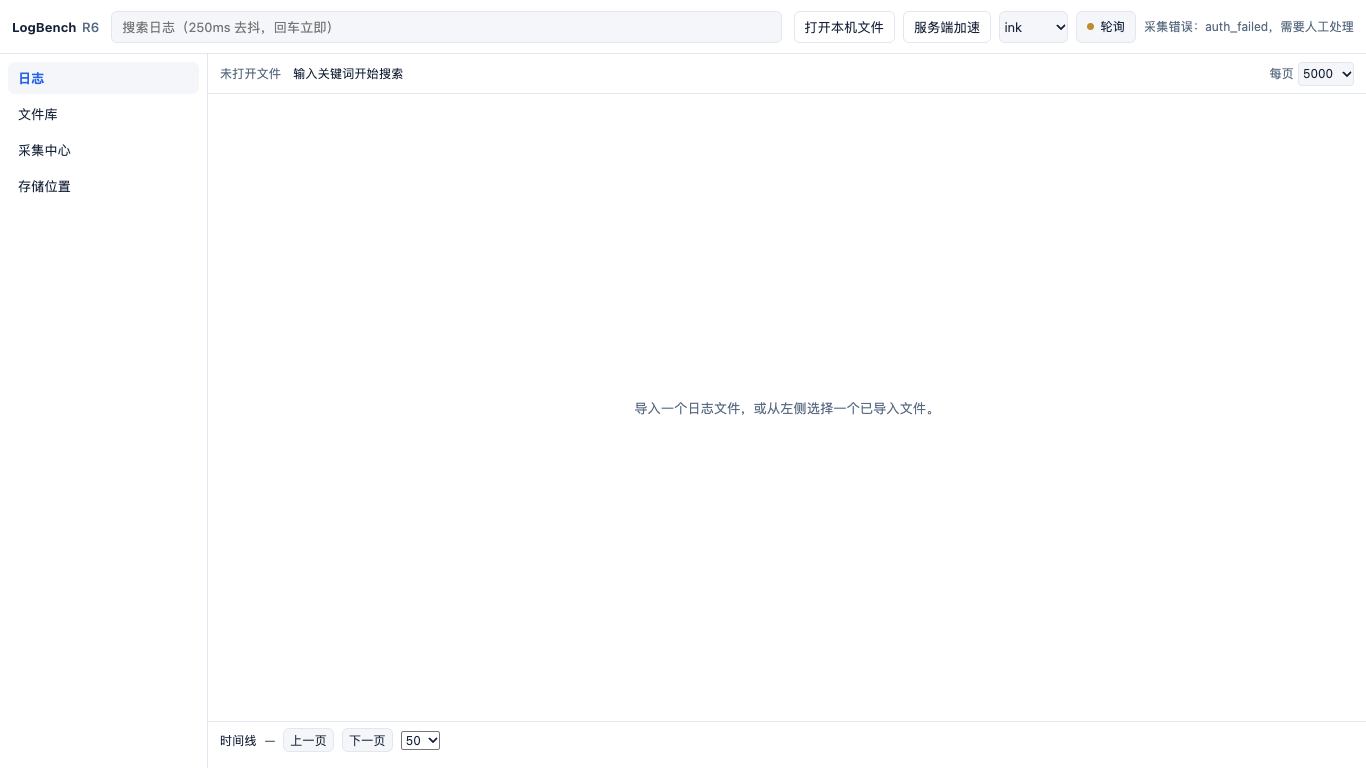 LogBench R6 搜索日志（250ms 去抖，回车立即） 打开本机文件 服务端加速 ink 轮询 采集错误：auth_failed，需要人工处理
日志
文件库
采集中心
存储位置
未打开文件 输入关键词开始搜索 每页 5000
导入一个日志文件，或从左侧选择一个已导入文件。
时间线 — 上一页 下一页 50